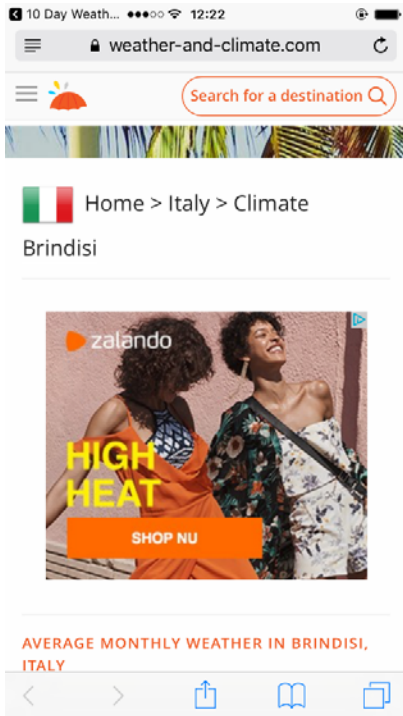 10 Day Weath... 12:22
weather-and-climate.com
Search for a destination
Home > Italy > Climate
Brindisi
zalando
HIGH
HEAT
SHOP NU
AVERAGE MONTHLY WEATHER IN BRINDISI,
ITALY